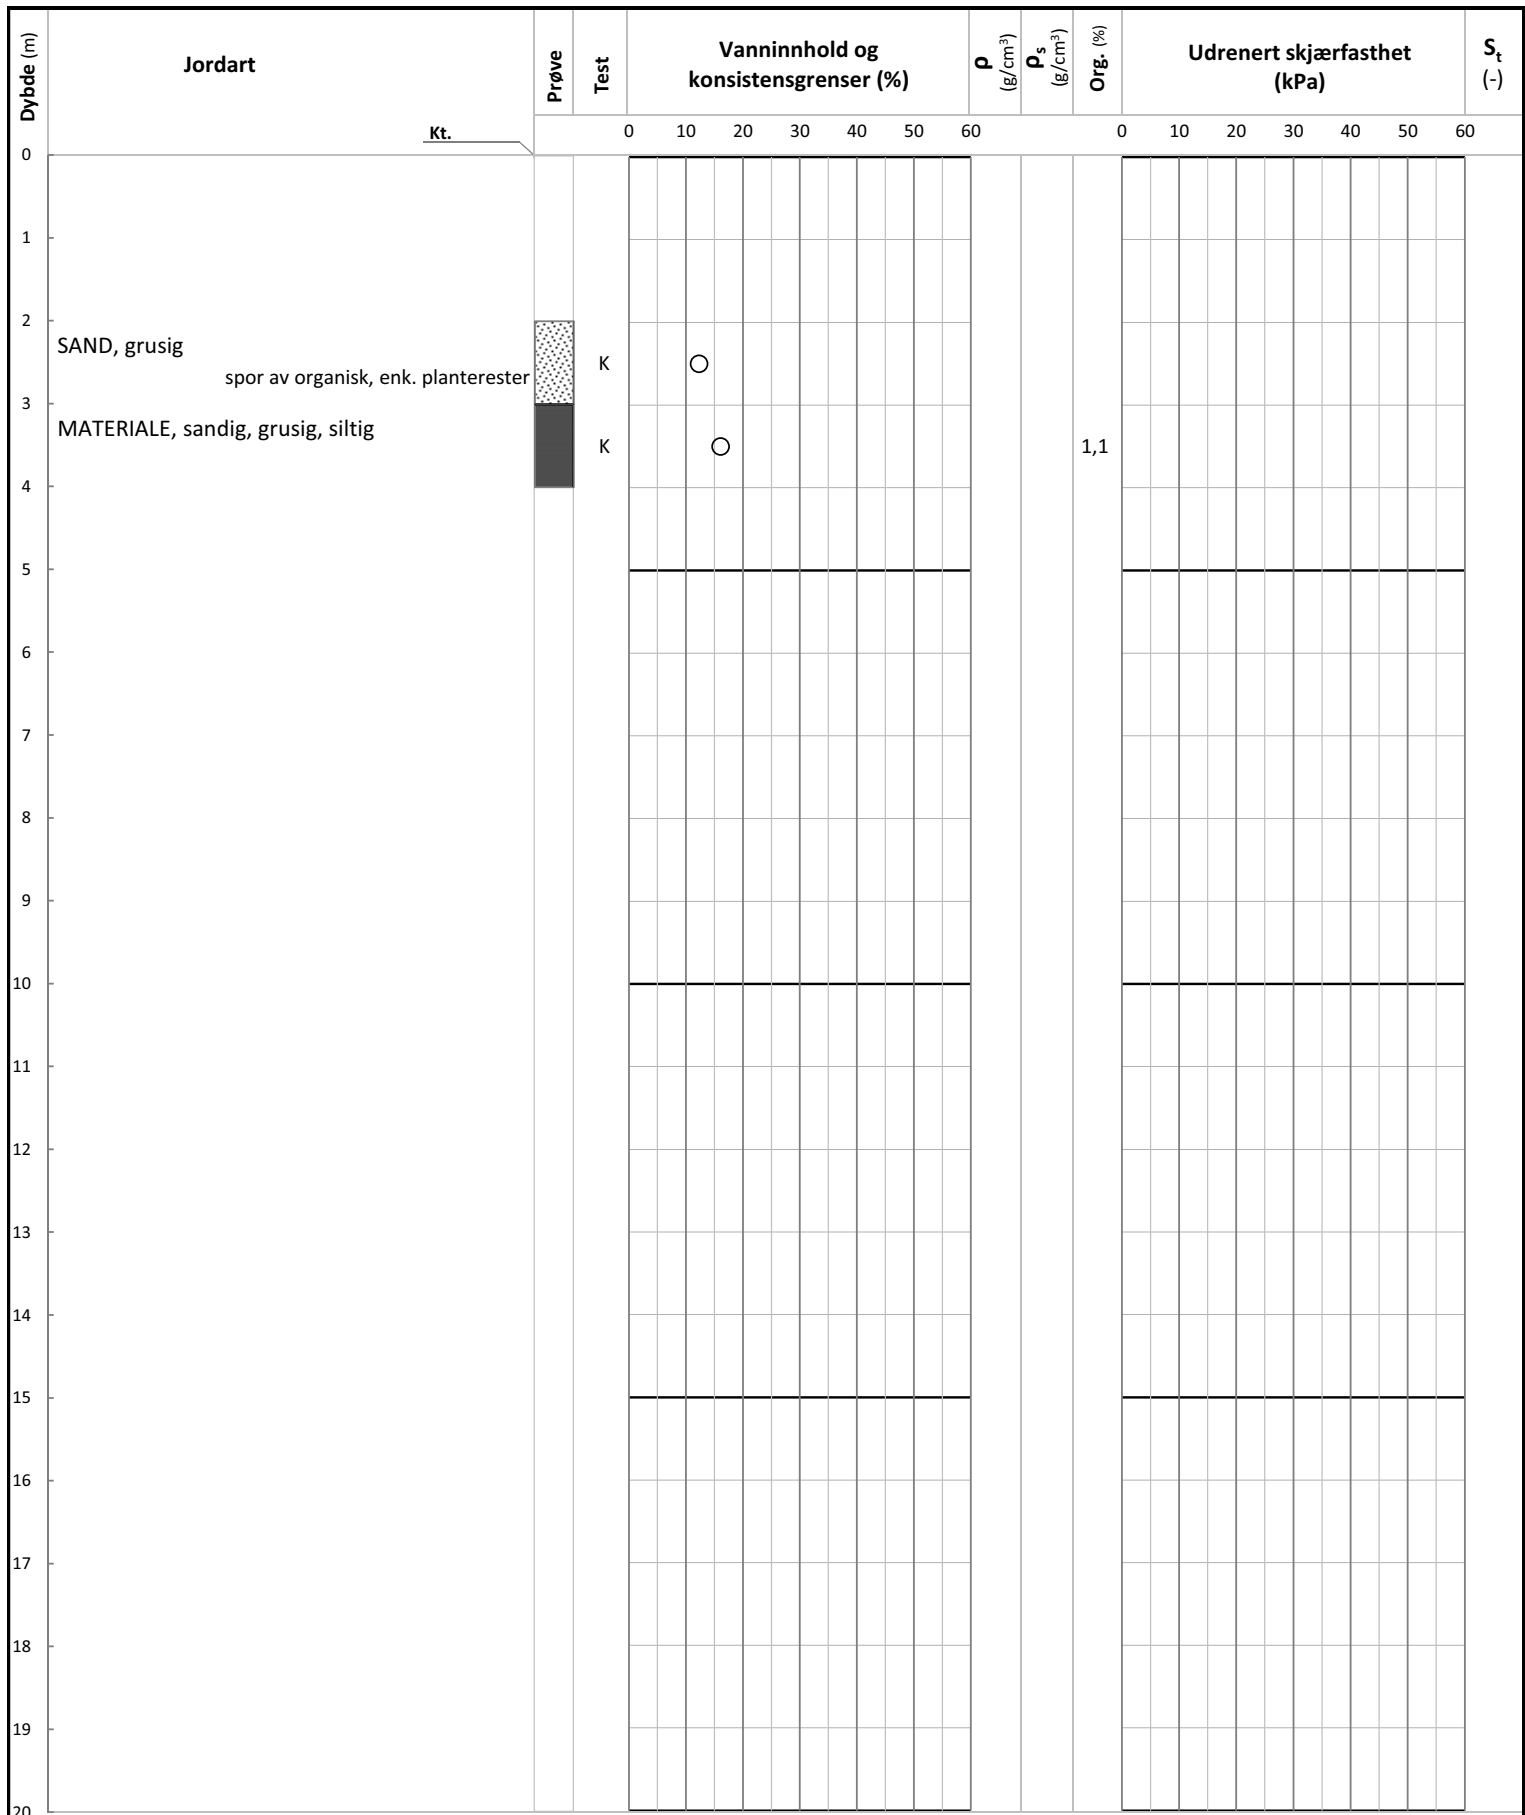 Dybde (m)
Jordart
Kt.
Prøve
Test
Vanninnhold og
konsistensgrenser (%)
ρ
(g/cm³)
ρs
(g/cm³)
Org. (%)
Udrenert skjærfasthet
(kPa)
St
(-)
0 10 20 30 40 50 60
0 10 20 30 40 50 60
0
1
2
SAND, grusig
spor av organisk, enk. planterester
K
3
MATERIALE, sandig, grusig, siltig
K
1,1
4
5
6
7
8
9
10
11
12
13
14
15
16
17
18
19
20